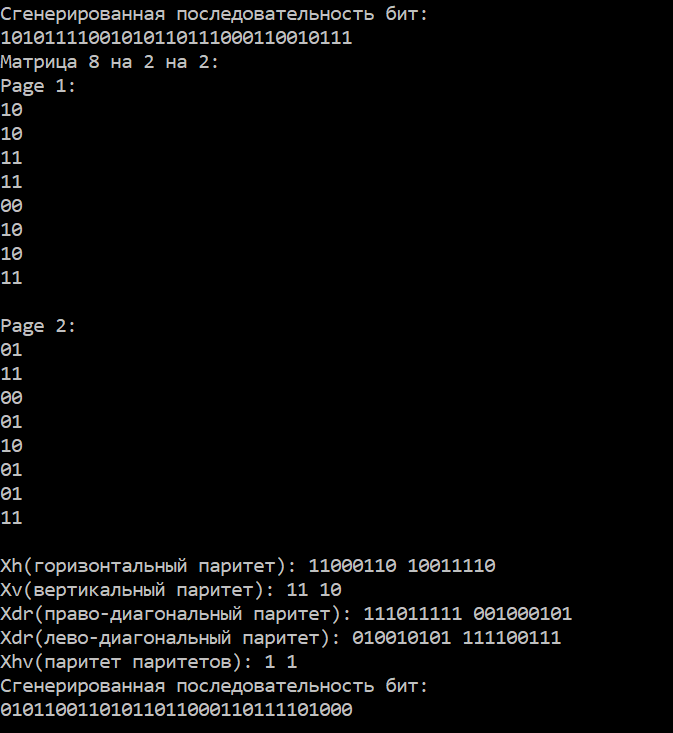 Сгенерированная последовательность бит:
10101111001010110111000110010111
Матрица 8 на 2 на 2:
Page 1:
10
10
11
11
00
10
10
11
Page 2:
01
11
00
01
10
01
01
11
Xh(горизонтальный паритет): 11000110 10011110
Xv(вертикальный паритет): 11 10
Xdr(право-диагональный паритет): 111011111 001000101
Xdr(лево-диагональный паритет): 010010101 111100111
Xhv(паритет паритетов): 1 1
Сгенерированная последовательность бит:
01011001101011011000110111101000